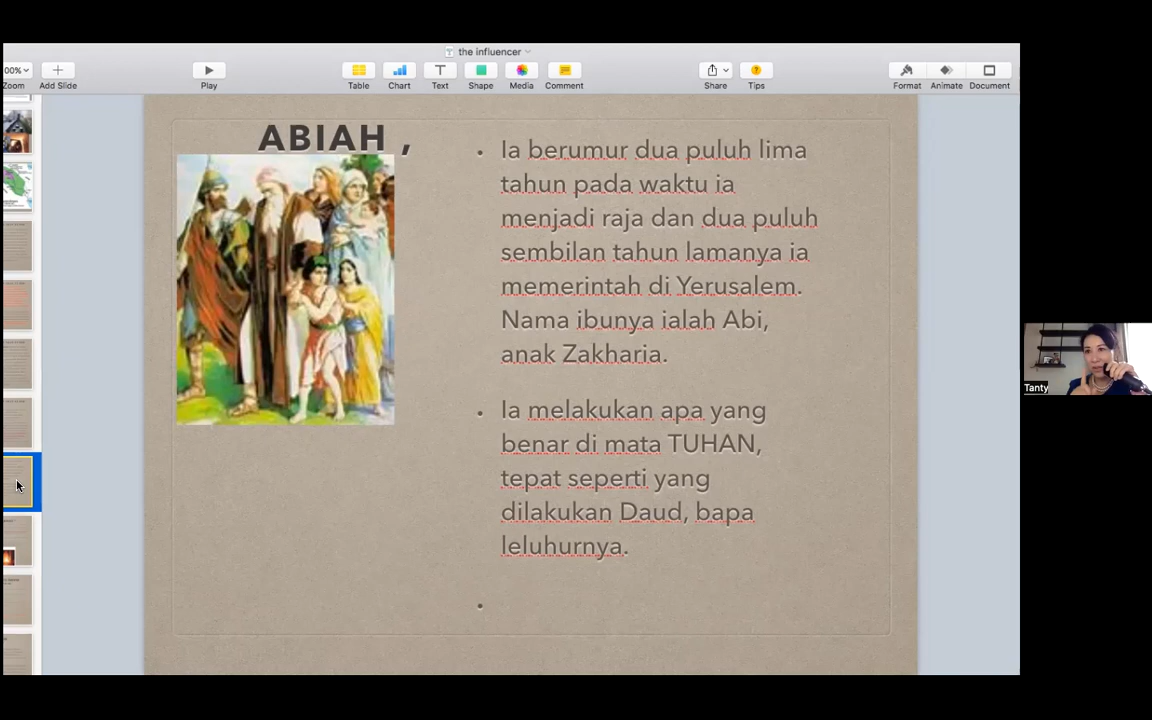 the influencer
00%
Zoom
Add Slide
Play
Table
Chart
Text
Shape
Media
Comment
Share
Tips
Format
Animate
Document
ABIAH ,
• Ia berumur dua puluh lima
tahun pada waktu ia
menjadi raja dan dua puluh
sembilan tahun lamanya ia
memerintah di Yerusalem.
Nama ibunya ialah Abi,
anak Zakharia.
• Ia melakukan apa yang
benar di mata TUHAN,
tepat seperti yang
dilakukan Daud, bapa
leluhurnya.
•
Tanty